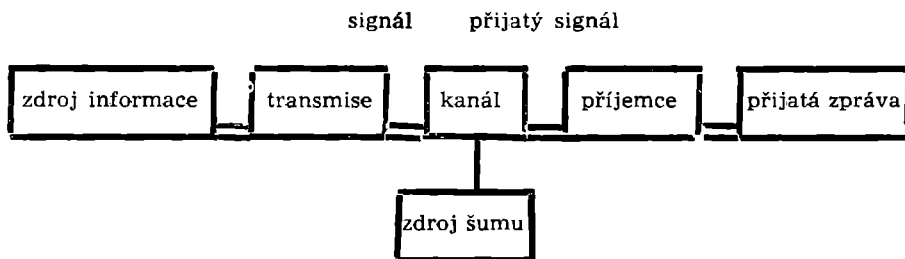 signál přijatý signál
zdroj informace transmise kanál příjemce přijatá zpráva
zdroj šumu